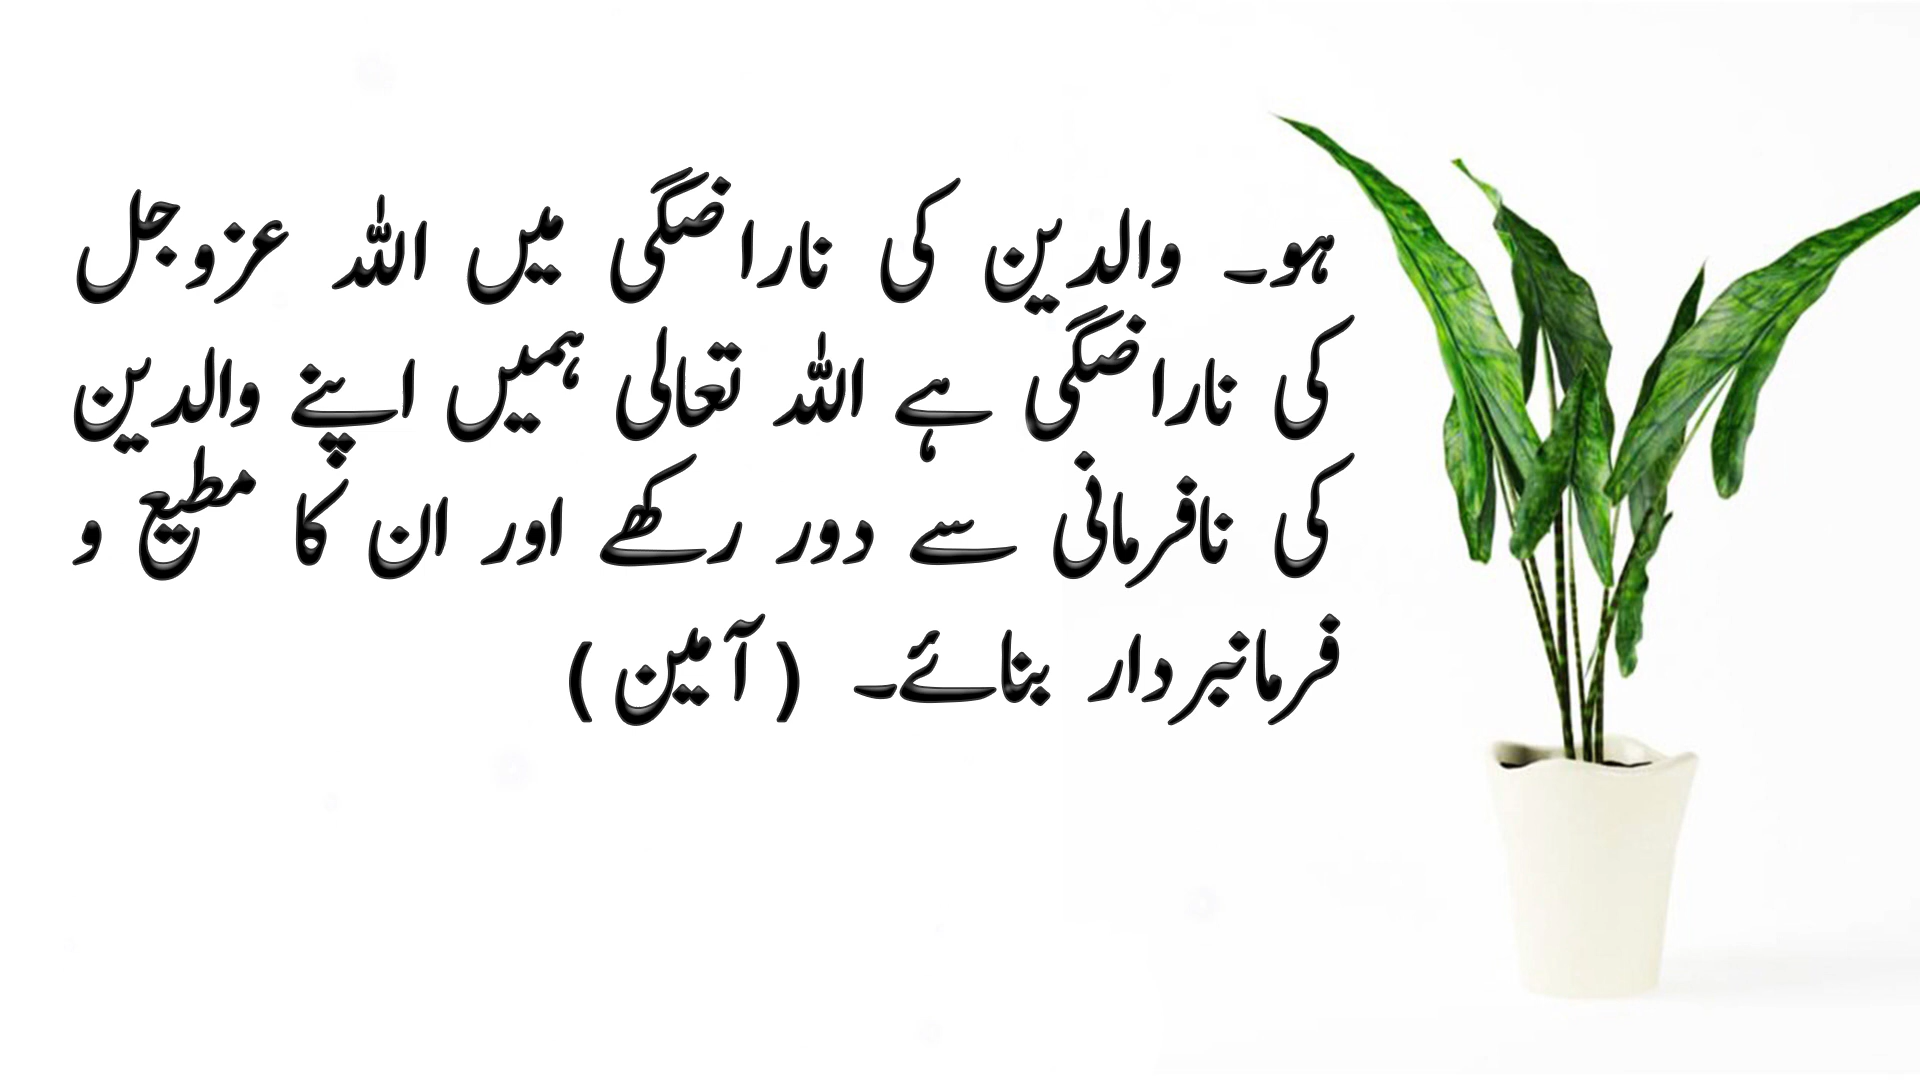 ہو۔ والدین کی ناراضگی میں اللہ عزوجل
کی ناراضگی ہے اللہ تعالی ہمیں اپنے والدین
کی نافرمانی سے دور رکھے اور ان کا مطیع و
فرمانبردار بنائے۔ (آمین)